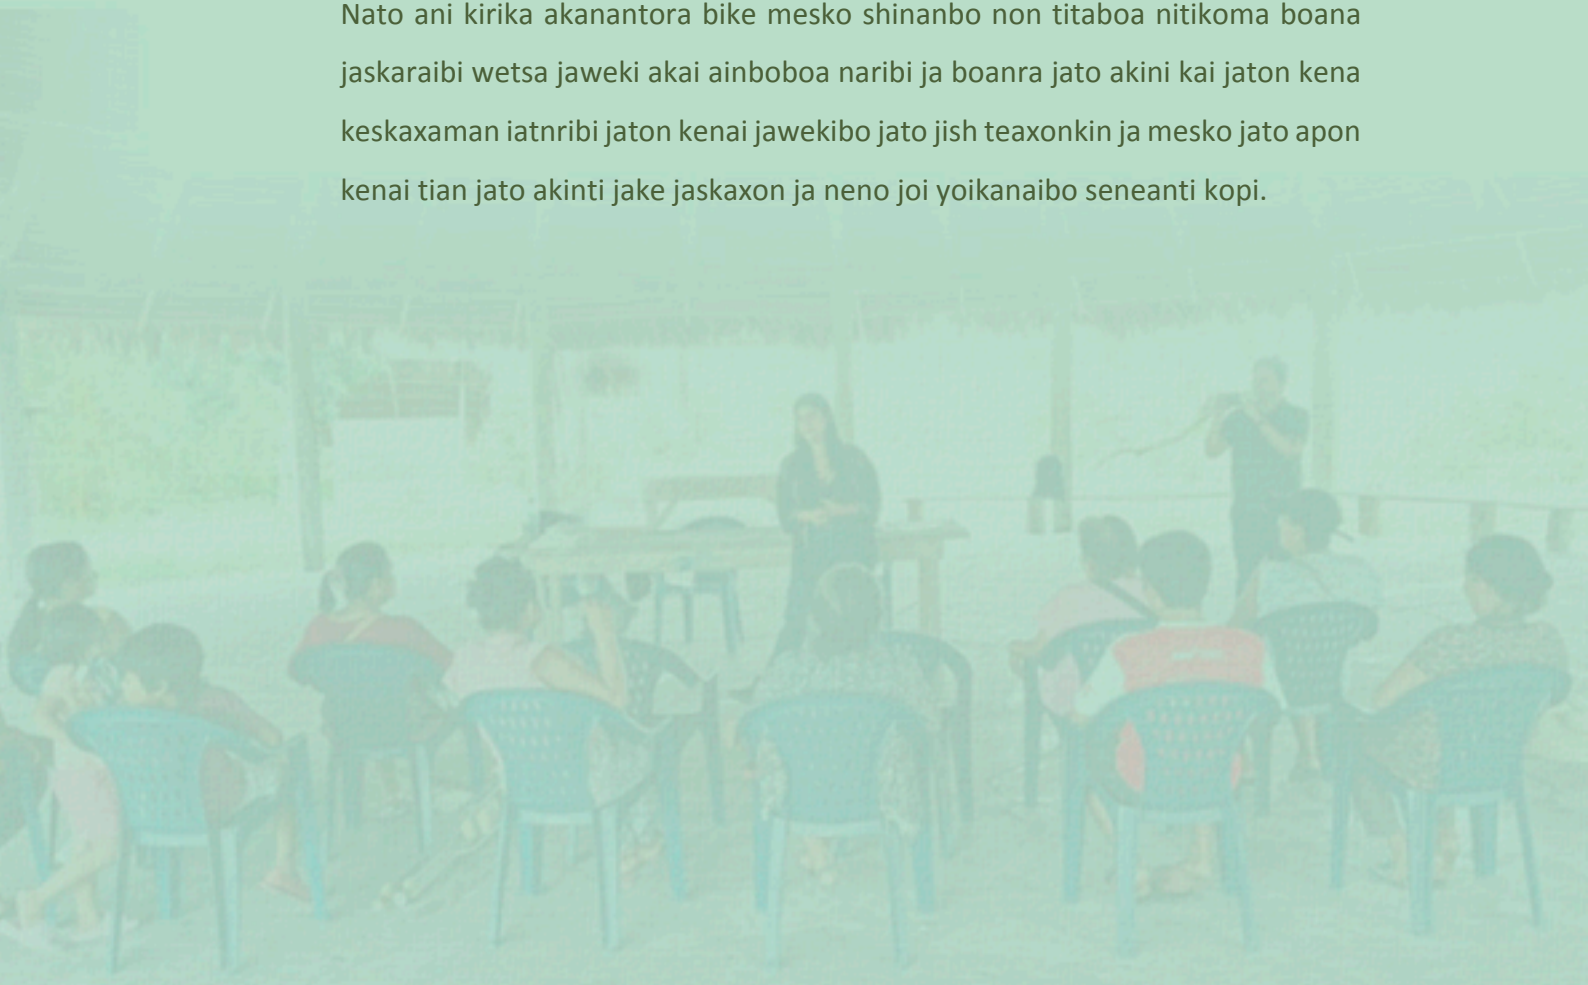 Nato ani kirika akanantora bike mesko shinanbo non titaboa nitikoma boana
jaskaraibi wetsa jaweki akai ainboboa naribi ja boanra jato akini kai jaton kena
keskaxaman iatnribi jaton kenai jawekibo jato jish teaxonkin ja mesko jato apon
kenai tian jato akinti jake jaskaxon ja neno joi yoikanaibo seneanti kopi.